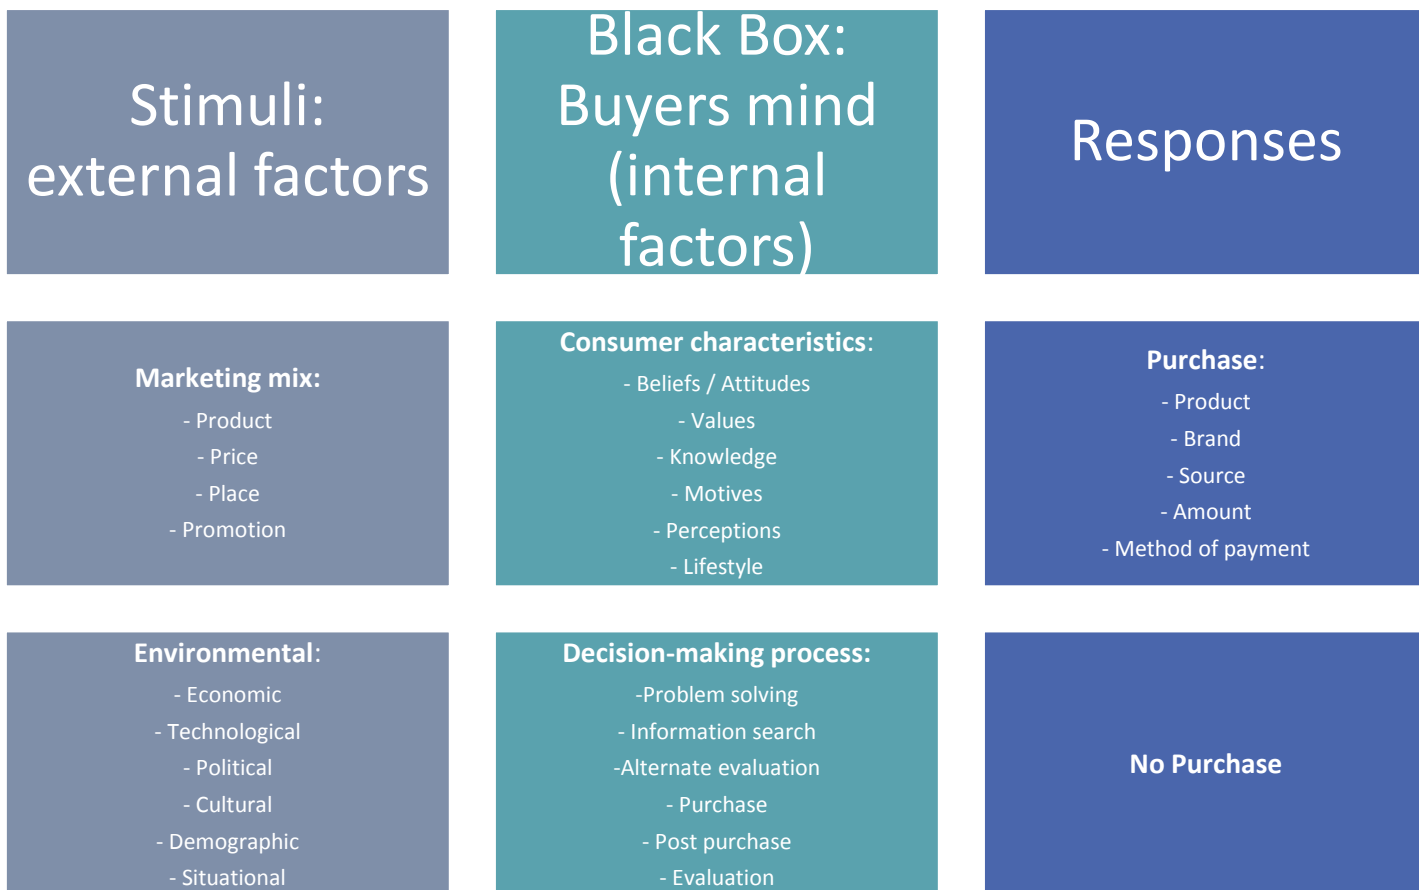 Stimuli:
external factors
Black Box:
Buyers mind
(internal
factors)
Responses
Marketing mix:
- Product
- Price
- Place
- Promotion
Consumer characteristics:
- Beliefs / Attitudes
- Values
- Knowledge
- Motives
- Perceptions
- Lifestyle
Purchase:
- Product
- Brand
- Source
- Amount
- Method of payment
Environmental:
- Economic
- Technological
- Political
- Cultural
- Demographic
- Situational
Decision-making process:
-Problem solving
- Information search
-Alternate evaluation
- Purchase
- Post purchase
- Evaluation
No Purchase